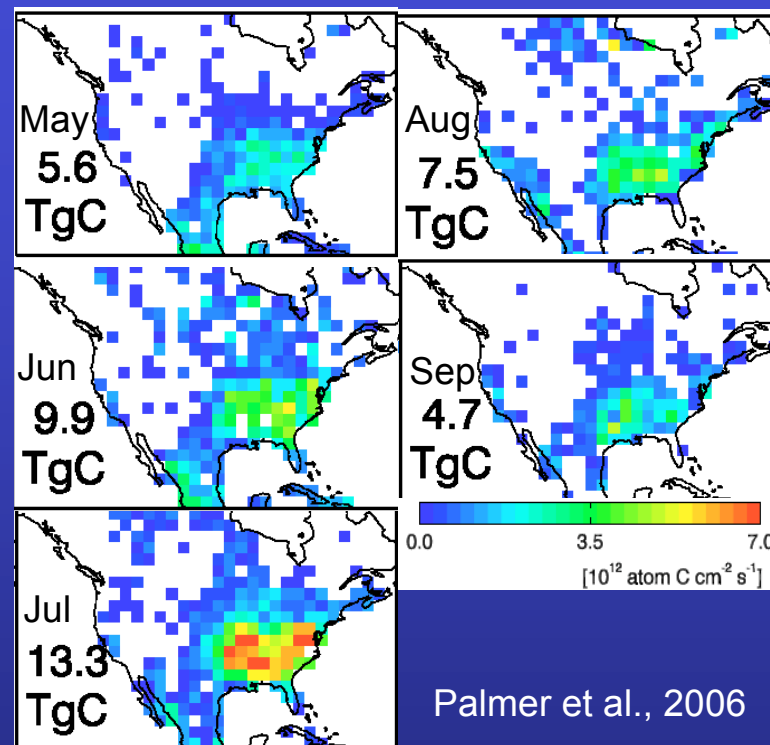 May
5.6
TgC
Aug
7.5
TgC
Jun
9.9
TgC
Sep
4.7
TgC
0.0 3.5 7.0
[10¹² atom C cm⁻² s⁻¹]
Jul
13.3
TgC
Palmer et al., 2006